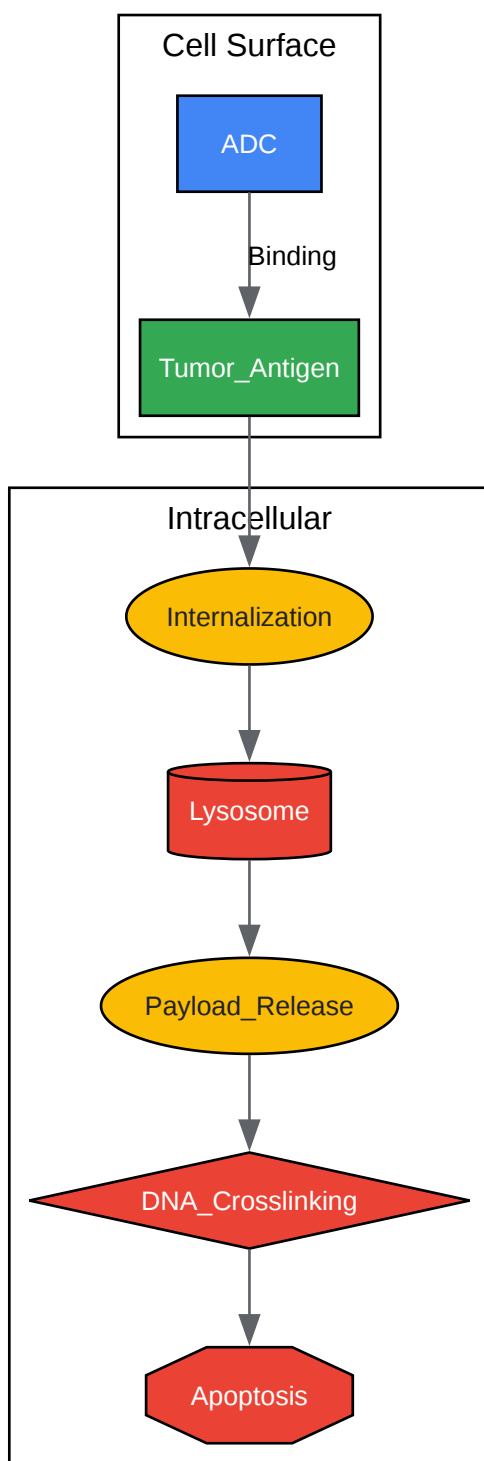 Cell Surface
ADC
Binding
Tumor_Antigen
Intracellular
Internalization
Lysosome
Payload_Release
DNA_Crosslinking
Apoptosis